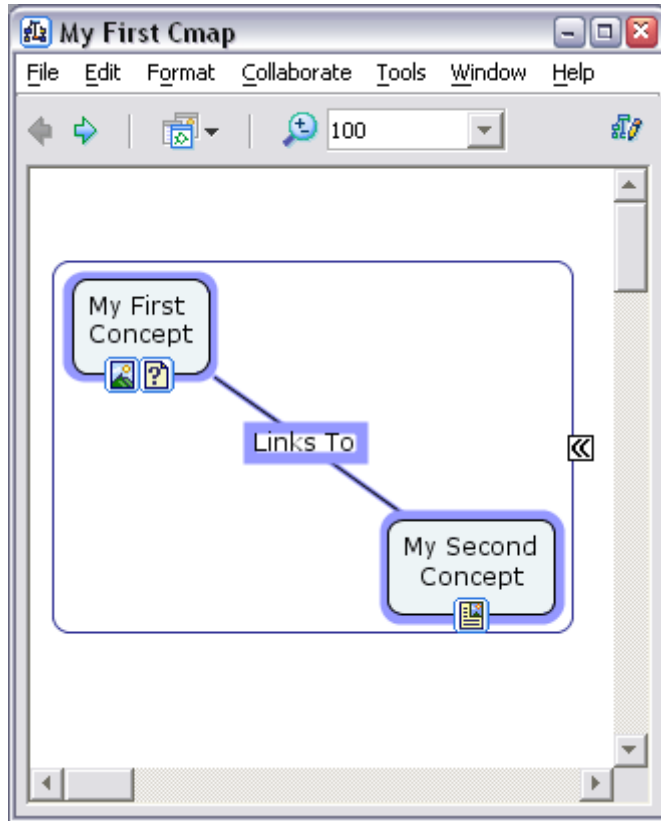 My First Cmap
File Edit Format Collaborate Tools Window Help
100
My First
Concept
Links To
My Second
Concept